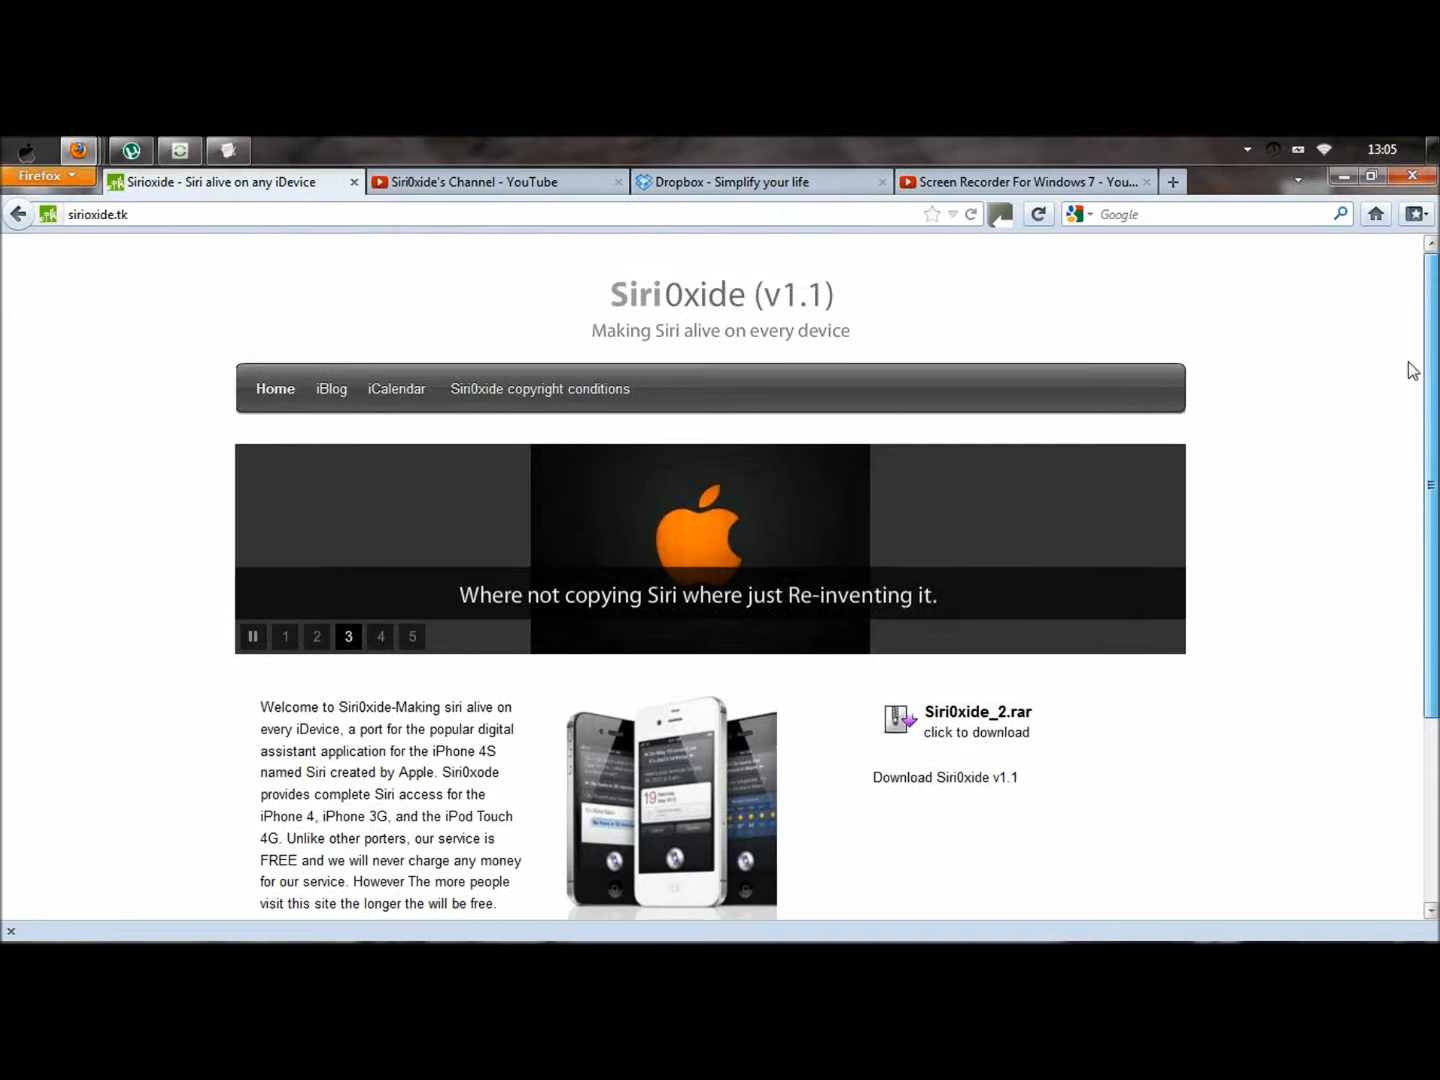 13:05
Firefox
Sirioxide - Siri alive on any iDevice
Siri0xide's Channel - YouTube
Dropbox - Simplify your life
Screen Recorder For Windows 7 - You...
sirioxide.tk
Google
Siri0xide (v1.1)
Making Siri alive on every device
Home
iBlog
iCalendar
Siri0xide copyright conditions
Where not copying Siri where just Re-inventing it.
1 2 3 4 5
Welcome to Siri0xide-Making siri alive on
every iDevice, a port for the popular digital
assistant application for the iPhone 4S
named Siri created by Apple. Siri0xode
provides complete Siri access for the
iPhone 4, iPhone 3G, and the iPod Touch
4G. Unlike other porters, our service is
FREE and we will never charge any money
for our service. However The more people
visit this site the longer the will be free.
19
Siri0xide_2.rar
click to download
Download Siri0xide v1.1